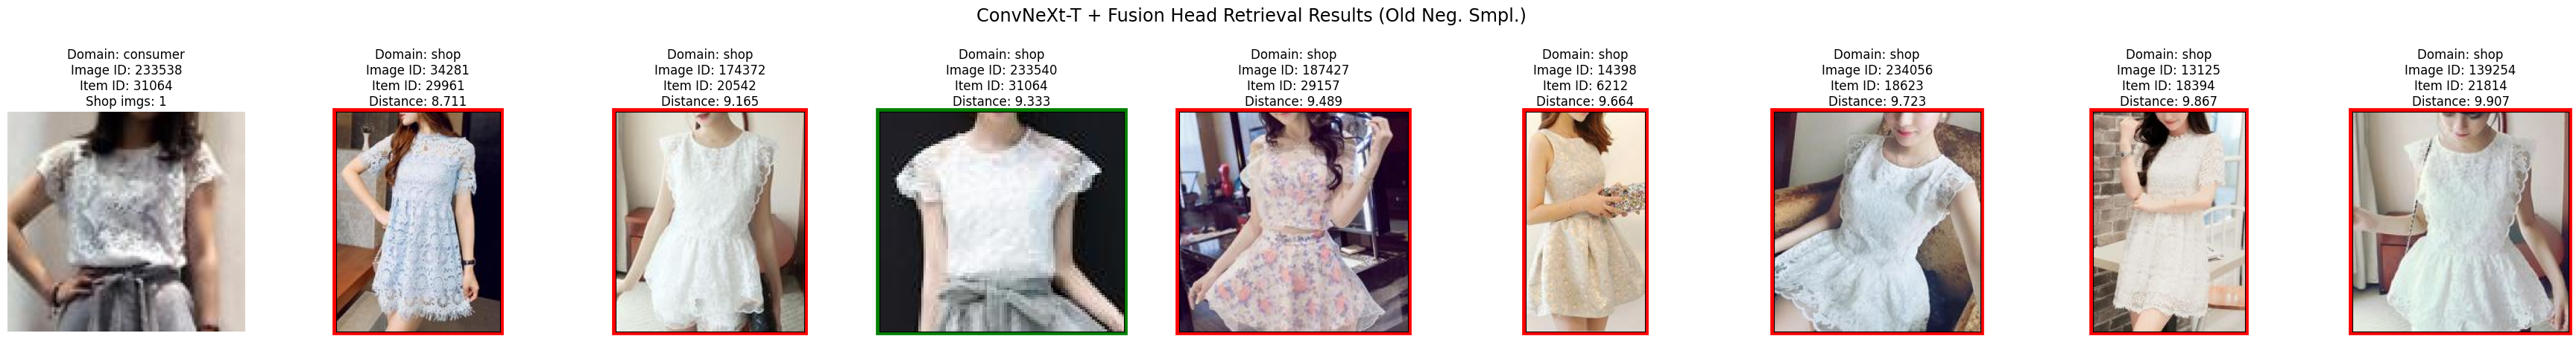 ConvNeXt-T + Fusion Head Retrieval Results (Old Neg. Smpl.)
Domain: consumer
Image ID: 233538
Item ID: 31064
Shop imgs: 1
Domain: shop
Image ID: 34281
Item ID: 29961
Distance: 8.711
Domain: shop
Image ID: 174372
Item ID: 20542
Distance: 9.165
Domain: shop
Image ID: 233540
Item ID: 31064
Distance: 9.333
Domain: shop
Image ID: 187427
Item ID: 29157
Distance: 9.489
Domain: shop
Image ID: 14398
Item ID: 6212
Distance: 9.664
Domain: shop
Image ID: 234056
Item ID: 18623
Distance: 9.723
Domain: shop
Image ID: 13125
Item ID: 18394
Distance: 9.867
Domain: shop
Image ID: 139254
Item ID: 21814
Distance: 9.907